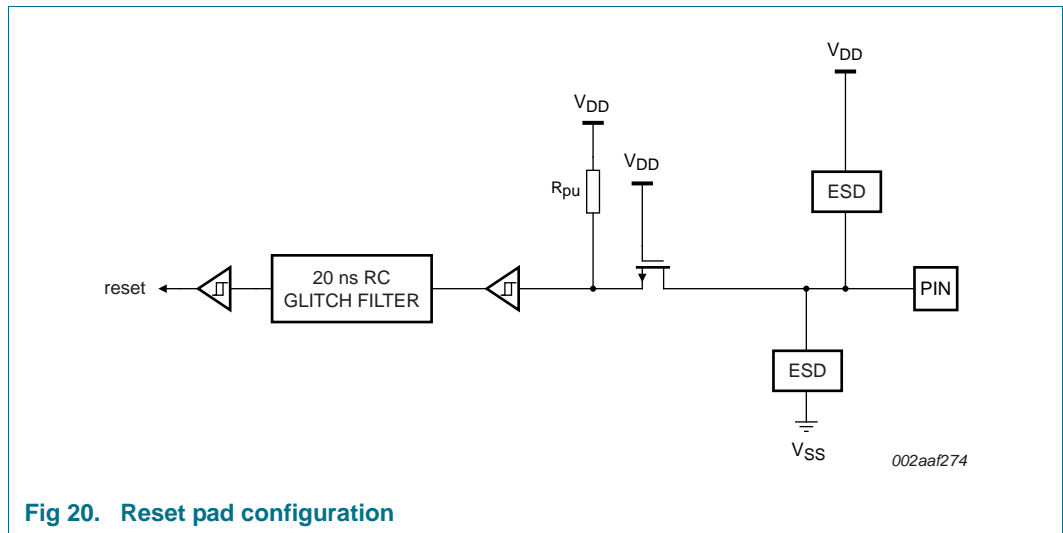 VDD
VDD
VDD
Rpu
ESD
reset
20 ns RC
GLITCH FILTER
PIN
ESD
VSS
002aaf274
Fig 20. Reset pad configuration